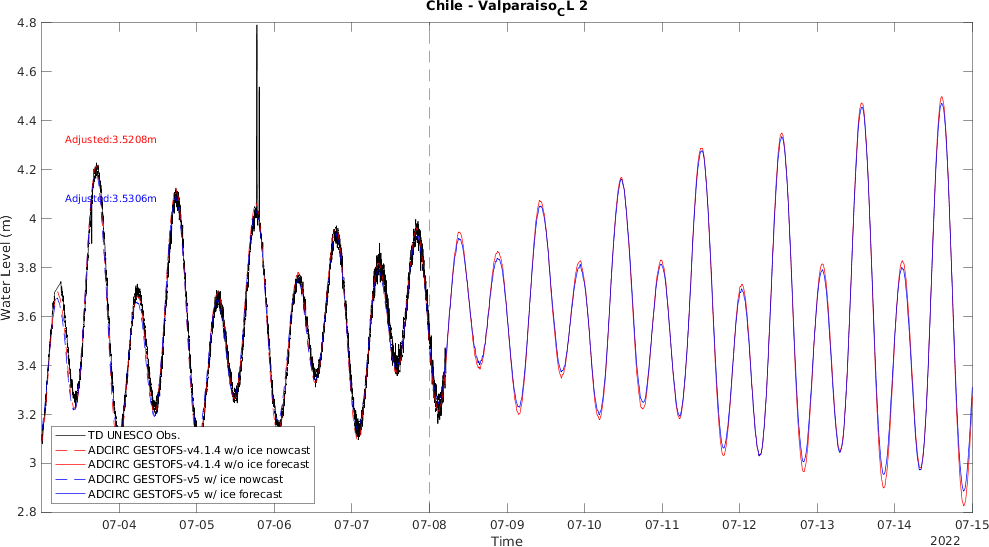 Chile - Valparaiso_CL 2
Water Level (m)
4.8
4.6
4.4
4.2
4
3.8
3.6
3.4
3.2
3
2.8
Adjusted:3.5208m
Adjusted:3.5306m
TD UNESCO Obs.
ADCIRC GESTOFS-v4.1.4 w/o ice nowcast
ADCIRC GESTOFS-v4.1.4 w/o ice forecast
ADCIRC GESTOFS-v5 w/ ice nowcast
ADCIRC GESTOFS-v5 w/ ice forecast
07-04 07-05 07-06 07-07 07-08 07-09 07-10 07-11 07-12 07-13 07-14 07-15
Time
2022